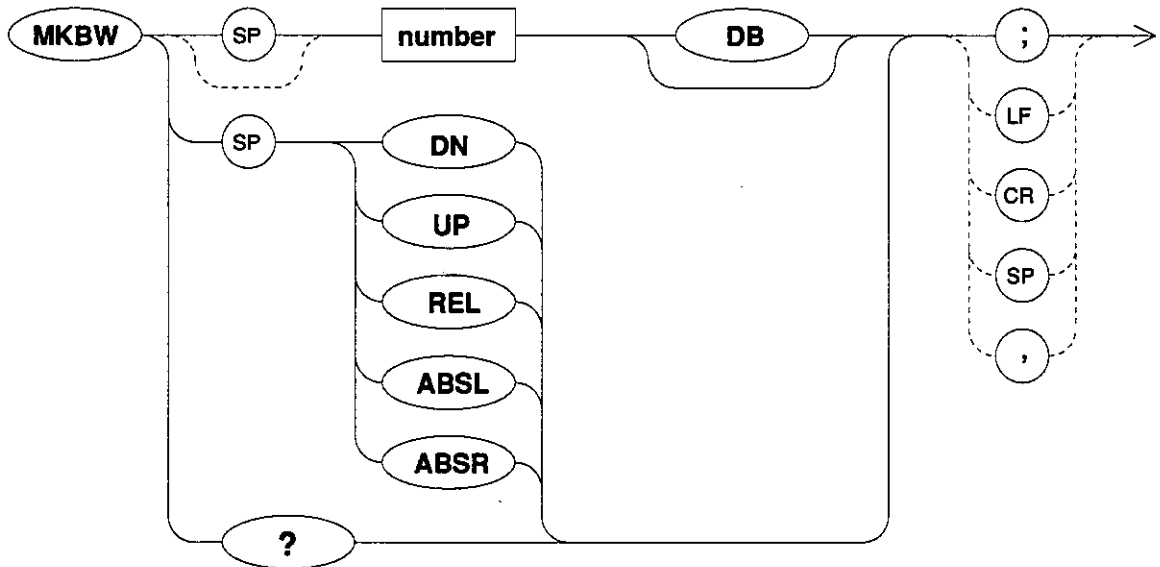 MKBW SP number DB ;
LF
SP DN
UP CR
REL SP
ABSL ,
ABSR
?